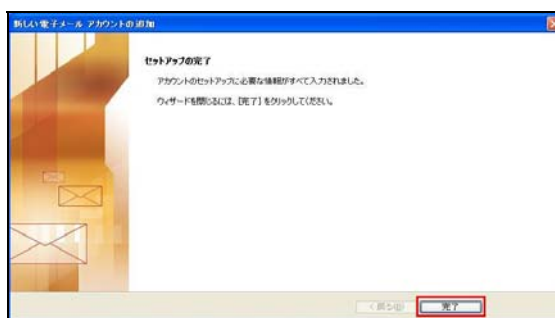 新しい電子メール アカウントの追加
セットアップの完了
アカウントのセットアップに必要な情報がすべて入力されました。
ウィザードを閉じるには、[完了] をクリックしてください。
< 戻る(B)
完了